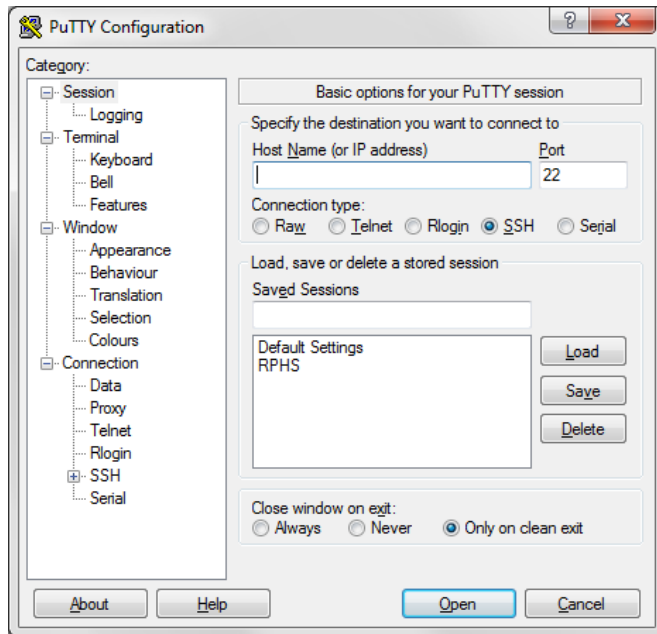 PuTTY Configuration
Category:
Session
Logging
Terminal
Keyboard
Bell
Features
Window
Appearance
Behaviour
Translation
Selection
Colours
Connection
Data
Proxy
Telnet
Rlogin
SSH
Serial
Basic options for your PuTTY session
Specify the destination you want to connect to
Host Name (or IP address) Port
22
Connection type:
Raw Telnet Rlogin SSH Serial
Load, save or delete a stored session
Saved Sessions
Default Settings
RPHS
Load
Save
Delete
Close window on exit:
Always Never Only on clean exit
About Help Open Cancel